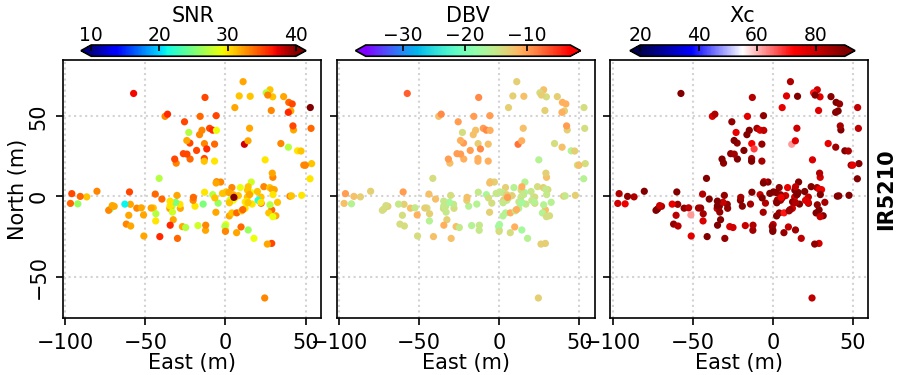 SNR DBV Xc
10 20 30 40 −30 −20 −10 20 40 60 80
50
0
−50
North (m)
IR5210
−100 −50 0 50 −100 −50 0 50 −100 −50 0 50
East (m) East (m) East (m)